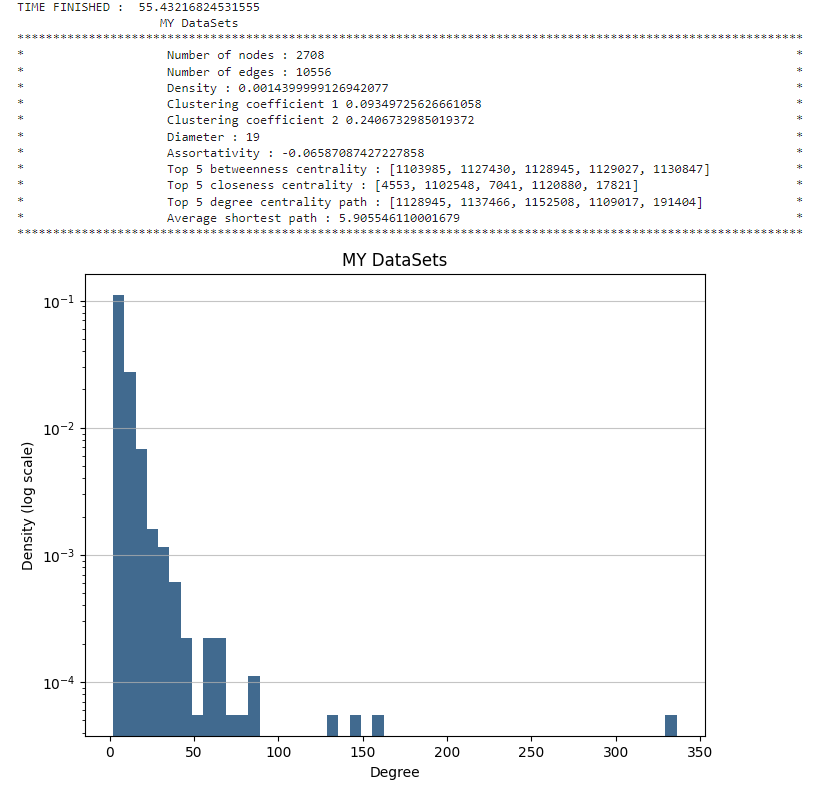 TIME FINISHED :  55.43216824531555
MY DataSets
**************************************************************************************************************
* Number of nodes : 2708 *
* Number of edges : 10556 *
* Density : 0.0014399999126942077 *
* Clustering coefficient 1 0.09349725626661058 *
* Clustering coefficient 2 0.2406732985019372 *
* Diameter : 19 *
* Assortativity : -0.06587087427227858 *
* Top 5 betweenness centrality : [1103985, 1127430, 1128945, 1129027, 1130847] *
* Top 5 closeness centrality : [4553, 1102548, 7041, 1120880, 17821] *
* Top 5 degree centrality path : [1128945, 1137466, 1152508, 1109017, 191404] *
* Average shortest path : 5.905546110001679 *
**************************************************************************************************************
MY DataSets
10⁻¹
10⁻²
10⁻³
10⁻⁴
Density (log scale)
0 50 100 150 200 250 300 350
Degree